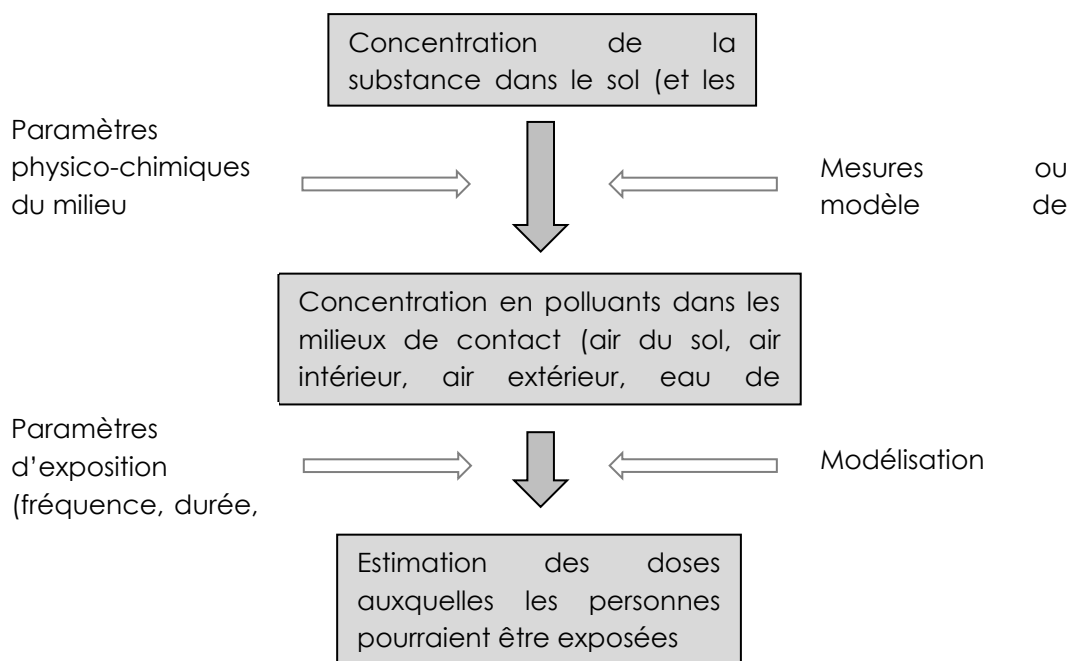 Concentration de la
substance dans le sol (et les
Paramètres
physico-chimiques
du milieu
Mesures ou
modèle de
Concentration en polluants dans les
milieux de contact (air du sol, air
intérieur, air extérieur, eau de
Paramètres
d'exposition
(fréquence, durée,
Modélisation
Estimation des doses
auxquelles les personnes
pourraient être exposées